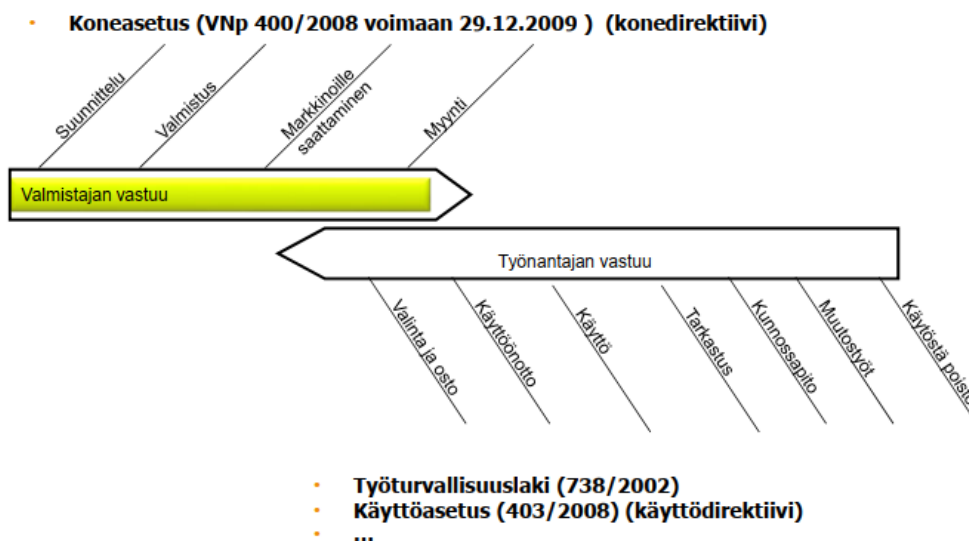 Koneasetus (VNp 400/2008 voimaan 29.12.2009 ) (konedirektiivi)
Suunnittelu
Valmistus
Markkinoille
saattaminen
Myynti
Valmistajan vastuu
Työnantajan vastuu
Valinta ja osto
Käyttöönotto
Käyttö
Tarkastus
Kunnossapito
Muutostyöt
Käytöstä poisto
Työturvallisuuslaki (738/2002)
Käyttöasetus (403/2008) (käyttödirektiivi)
...